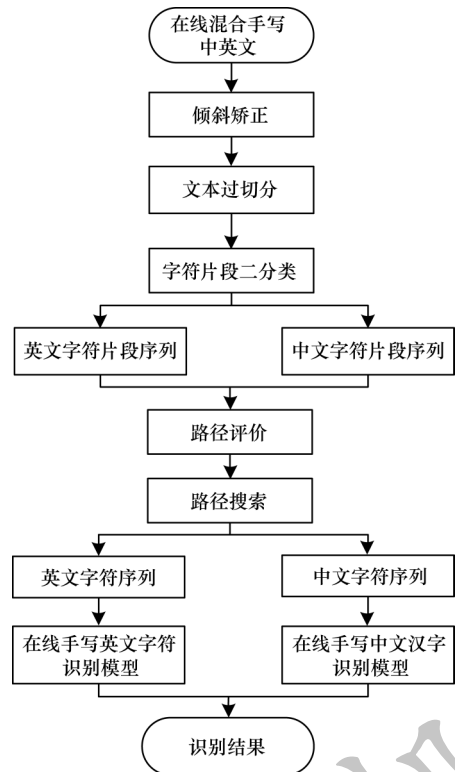 在线混合手写
中英文
倾斜矫正
文本过切分
字符片段二分类
英文字符片段序列
中文字符片段序列
路径评价
路径搜索
英文字符序列
中文字符序列
在线手写英文字符
识别模型
在线手写中文汉字
识别模型
识别结果